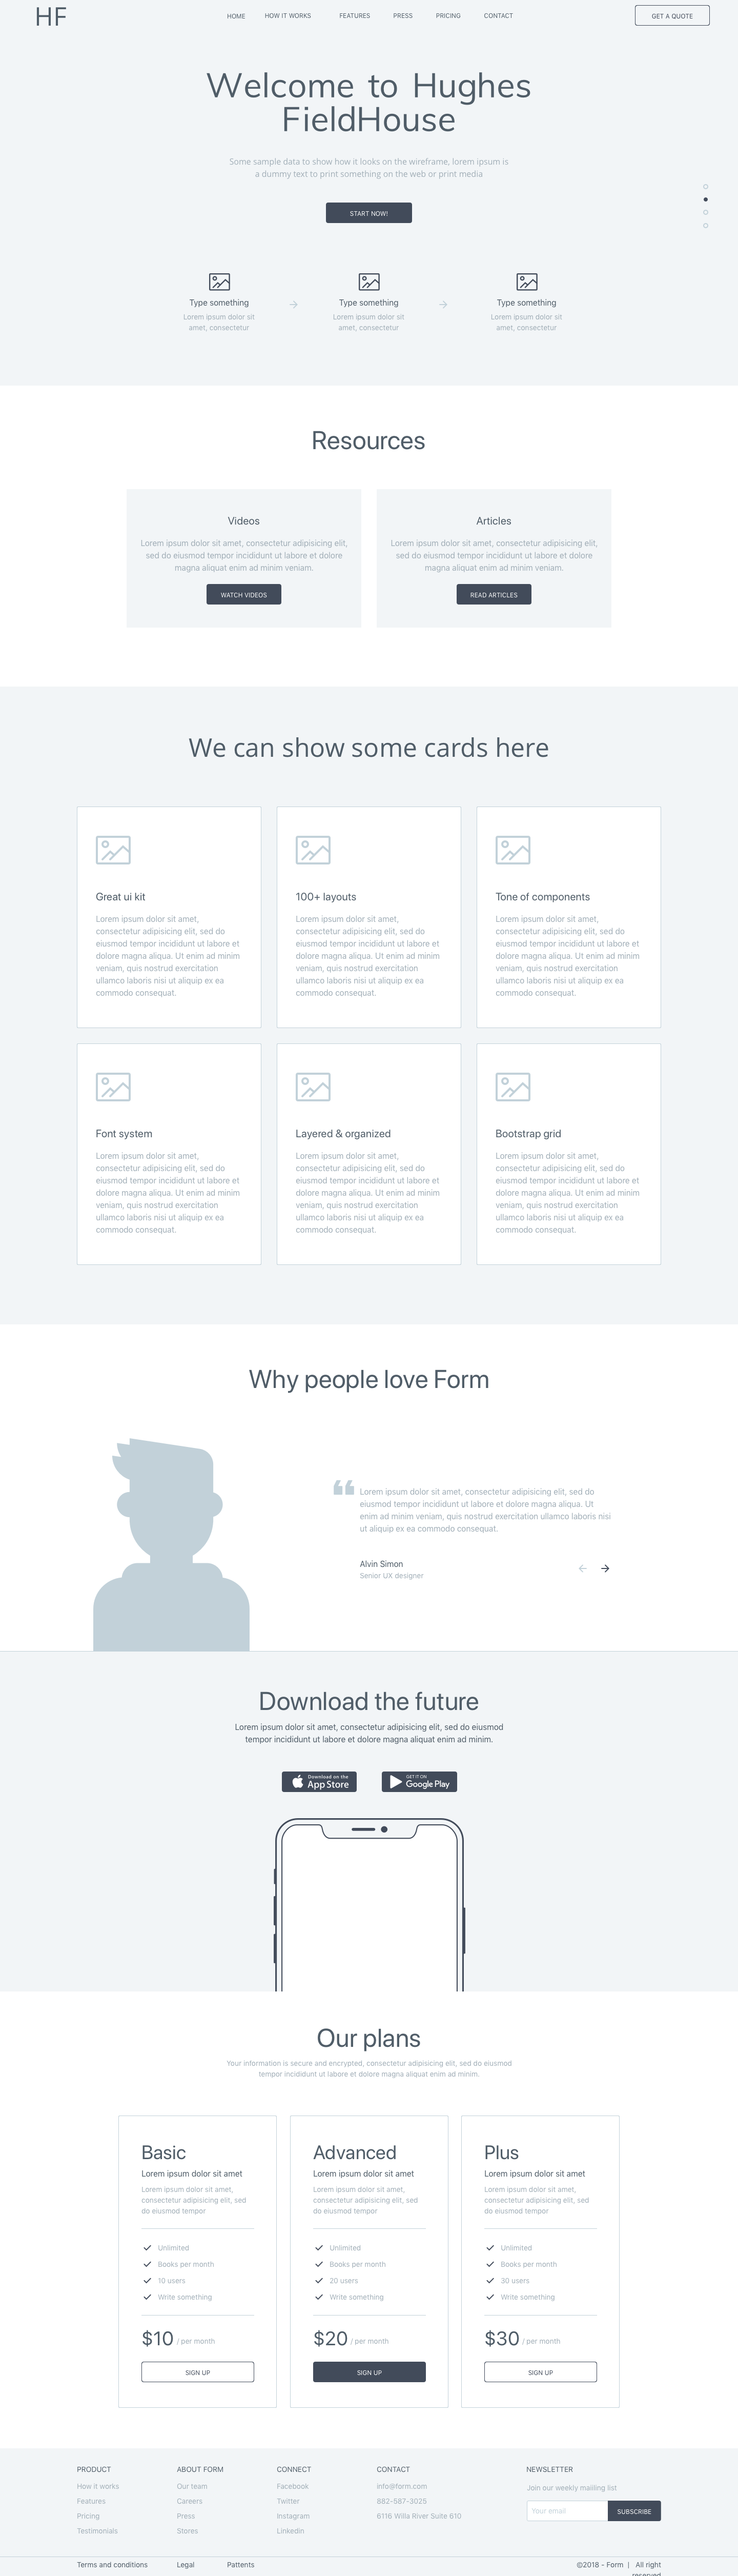 HF
HOME HOW IT WORKS FEATURES PRESS PRICING CONTACT
GET A QUOTE
Welcome to Hughes
FieldHouse
Some sample data to show how it looks on the wireframe, lorem ipsum is
a dummy text to print something on the web or print media
START NOW!
Type something
Lorem ipsum dolor sit
amet, consectetur
Type something
Lorem ipsum dolor sit
amet, consectetur
Type something
Lorem ipsum dolor sit
amet, consectetur
Resources
Videos
Lorem ipsum dolor sit amet, consectetur adipisicing elit,
sed do eiusmod tempor incididunt ut labore et dolore
magna aliquat enim ad minim veniam.
WATCH VIDEOS
Articles
Lorem ipsum dolor sit amet, consectetur adipisicing elit,
sed do eiusmod tempor incididunt ut labore et dolore
magna aliquat enim ad minim veniam.
READ ARTICLES
We can show some cards here
Great ui kit
Lorem ipsum dolor sit amet,
consectetur adipisicing elit, sed do
eiusmod tempor incididunt ut labore et
dolore magna aliqua. Ut enim ad minim
veniam, quis nostrud exercitation
ullamco laboris nisi ut aliquip ex ea
commodo consequat.
100+ layouts
Lorem ipsum dolor sit amet,
consectetur adipisicing elit, sed do
eiusmod tempor incididunt ut labore et
dolore magna aliqua. Ut enim ad minim
veniam, quis nostrud exercitation
ullamco laboris nisi ut aliquip ex ea
commodo consequat.
Tone of components
Lorem ipsum dolor sit amet,
consectetur adipisicing elit, sed do
eiusmod tempor incididunt ut labore et
dolore magna aliqua. Ut enim ad minim
veniam, quis nostrud exercitation
ullamco laboris nisi ut aliquip ex ea
commodo consequat.
Font system
Lorem ipsum dolor sit amet,
consectetur adipisicing elit, sed do
eiusmod tempor incididunt ut labore et
dolore magna aliqua. Ut enim ad minim
veniam, quis nostrud exercitation
ullamco laboris nisi ut aliquip ex ea
commodo consequat.
Layered & organized
Lorem ipsum dolor sit amet,
consectetur adipisicing elit, sed do
eiusmod tempor incididunt ut labore et
dolore magna aliqua. Ut enim ad minim
veniam, quis nostrud exercitation
ullamco laboris nisi ut aliquip ex ea
commodo consequat.
Bootstrap grid
Lorem ipsum dolor sit amet,
consectetur adipisicing elit, sed do
eiusmod tempor incididunt ut labore et
dolore magna aliqua. Ut enim ad minim
veniam, quis nostrud exercitation
ullamco laboris nisi ut aliquip ex ea
commodo consequat.
Why people love Form
“ Lorem ipsum dolor sit amet, consectetur adipisicing elit, sed do
eiusmod tempor incididunt ut labore et dolore magna aliqua. Ut
enim ad minim veniam, quis nostrud exercitation ullamco laboris nisi
ut aliquip ex ea commodo consequat.
Alvin Simon
Senior UX designer
Download the future
Lorem ipsum dolor sit amet, consectetur adipisicing elit, sed do eiusmod
tempor incididunt ut labore et dolore magna aliquat enim ad minim.
Download on the
App Store
GET IT ON
Google Play
Our plans
Your information is secure and encrypted, consectetur adipisicing elit, sed do eiusmod
tempor incididunt ut labore et dolore magna aliquat enim ad minim.
Basic
Lorem ipsum dolor sit amet
Lorem ipsum dolor sit amet,
consectetur adipisicing elit, sed
do eiusmod tempor
Unlimited
Books per month
10 users
Write something
$10 / per month
SIGN UP
Advanced
Lorem ipsum dolor sit amet
Lorem ipsum dolor sit amet,
consectetur adipisicing elit, sed
do eiusmod tempor
Unlimited
Books per month
20 users
Write something
$20 / per month
SIGN UP
Plus
Lorem ipsum dolor sit amet
Lorem ipsum dolor sit amet,
consectetur adipisicing elit, sed
do eiusmod tempor
Unlimited
Books per month
30 users
Write something
$30 / per month
SIGN UP
PRODUCT
How it works
Features
Pricing
Testimonials
ABOUT FORM
Our team
Careers
Press
Stores
CONNECT
Facebook
Twitter
Instagram
Linkedin
CONTACT
info@form.com
882-587-3025
6116 Willa River Suite 610
NEWSLETTER
Join our weekly mailing list
Your email
SUBSCRIBE
Terms and conditions Legal Pattents
©2018 - Form | All right
reserved